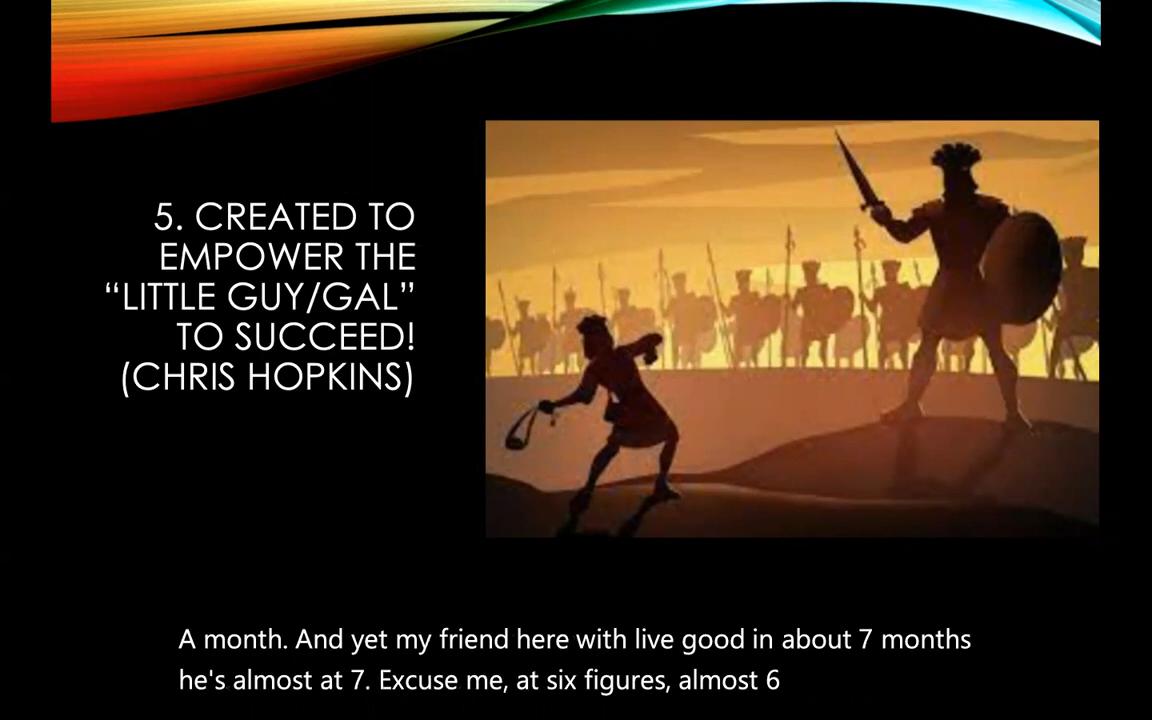 5. CREATED TO
EMPOWER THE
“LITTLE GUY/GAL”
TO SUCCEED!
(CHRIS HOPKINS)
A month. And yet my friend here with live good in about 7 months
he's almost at 7. Excuse me, at six figures, almost 6